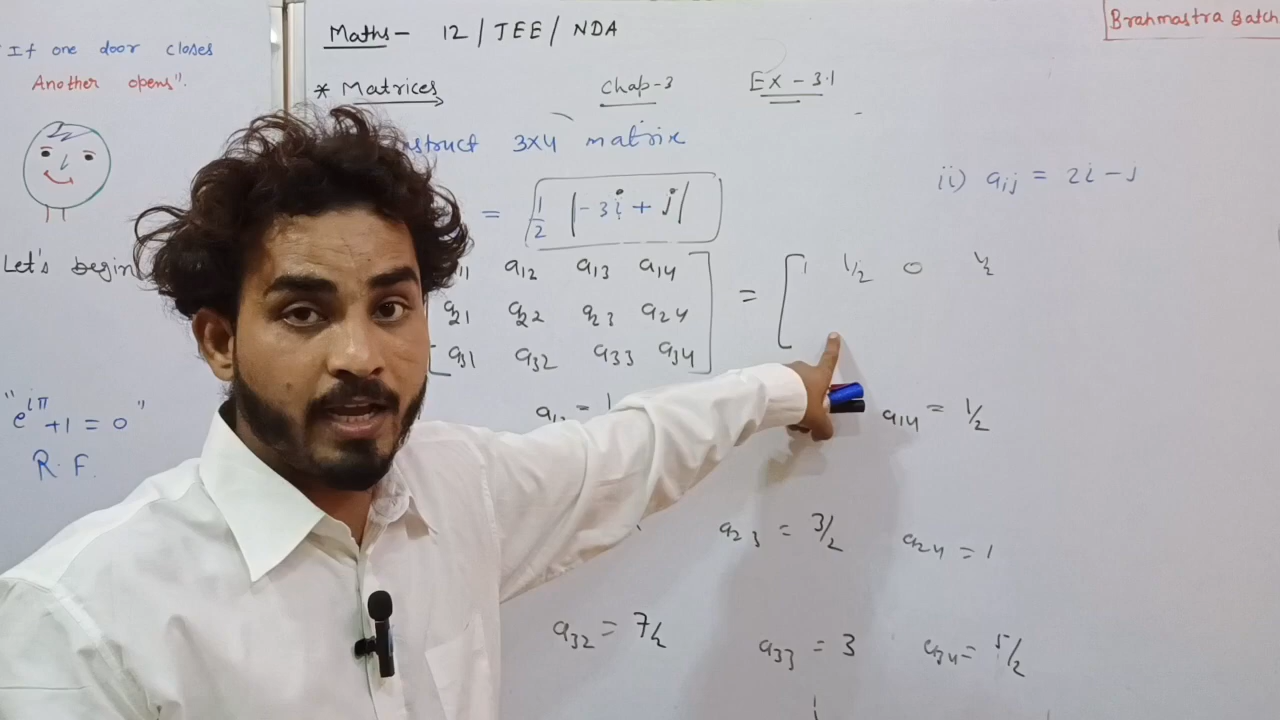 "If one door closes
Another opens".
Let's begin
"e^{iπ} + 1 = 0"
R. F.
Maths - 12 / JEE / NDA
Brahmastra Batch
* Matrices Chap-3 Ex - 3.1
nstruct 3x4 matrix
= 1/2 |-3i + j|
ii) aij = 2i - j
11 a12 a13 a14 = [ 1 1/2 0 1/2
a21 a22 a23 a24
a31 a32 a33 a34
a14 = 1/2
a23 = 3/2 a24 = 1
a32 = 7/2 a33 = 3 a34 = 5/2